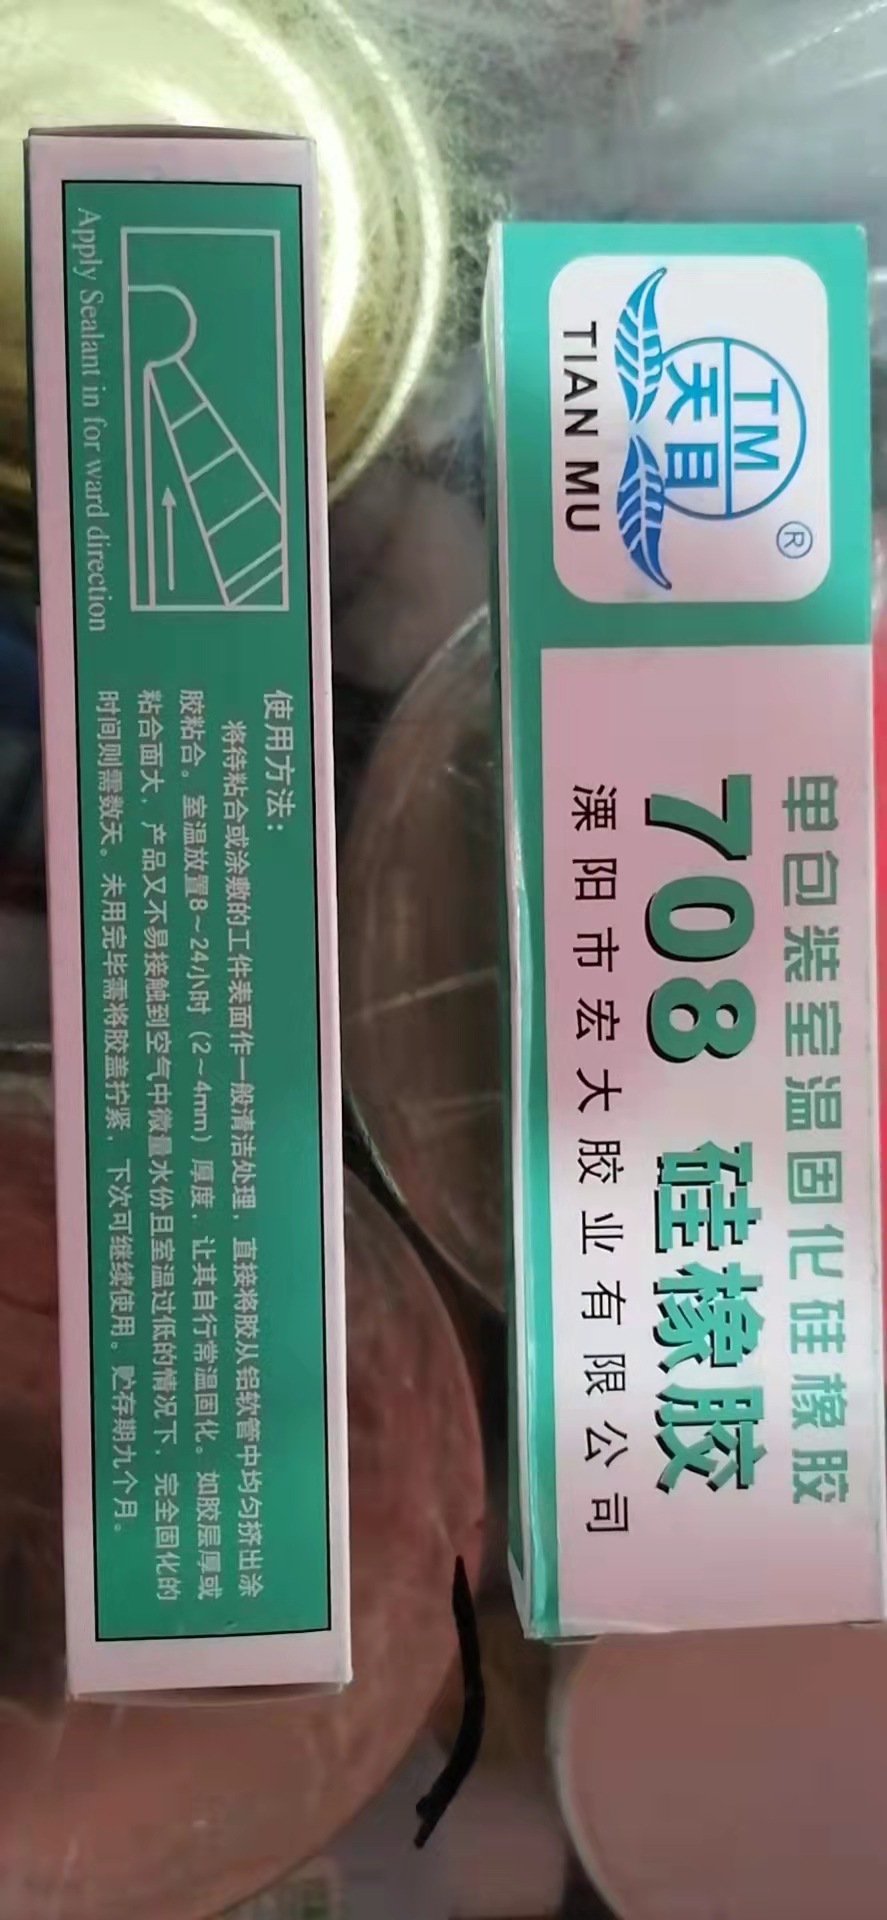 TM
天目
®
TIAN MU
单包装室温固化硅橡胶
708 硅橡胶
溧阳市宏大胶业有限公司
Apply Sealant in for ward direction
使用方法：
将待粘合或涂敷的工件表面作一般清洁处理，直接将胶从铝软管中均匀挤出涂
胶粘合。室温放置8～24小时（2～4mm）厚度，让其自行常温固化。如胶层厚或
粘合面大，产品又不易接触到空气中微量水份且室温过低的情况下，完全固化的
时间则需数天。未用完毕需将胶盖拧紧，下次可继续使用。贮存期九个月。